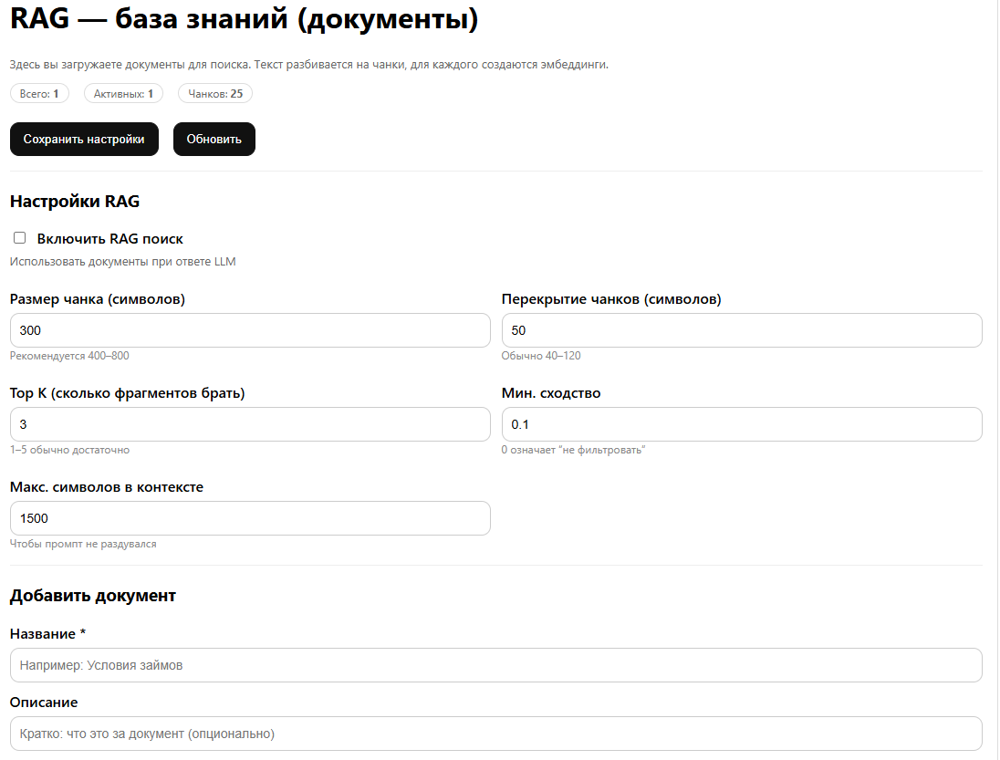 RAG — база знаний (документы)
Здесь вы загружаете документы для поиска. Текст разбивается на чанки, для каждого создаются эмбеддинги.
Всего: 1 Активных: 1 Чанков: 25
Сохранить настройки Обновить
Настройки RAG
Включить RAG поиск
Использовать документы при ответе LLM
Размер чанка (символов) Перекрытие чанков (символов)
300 50
Рекомендуется 400–800 Обычно 40–120
Top K (сколько фрагментов брать) Мин. сходство
3 0.1
1–5 обычно достаточно 0 означает “не фильтровать”
Макс. символов в контексте
1500
Чтобы промпт не раздувался
Добавить документ
Название *
Например: Условия займов
Описание
Кратко: что это за документ (опционально)